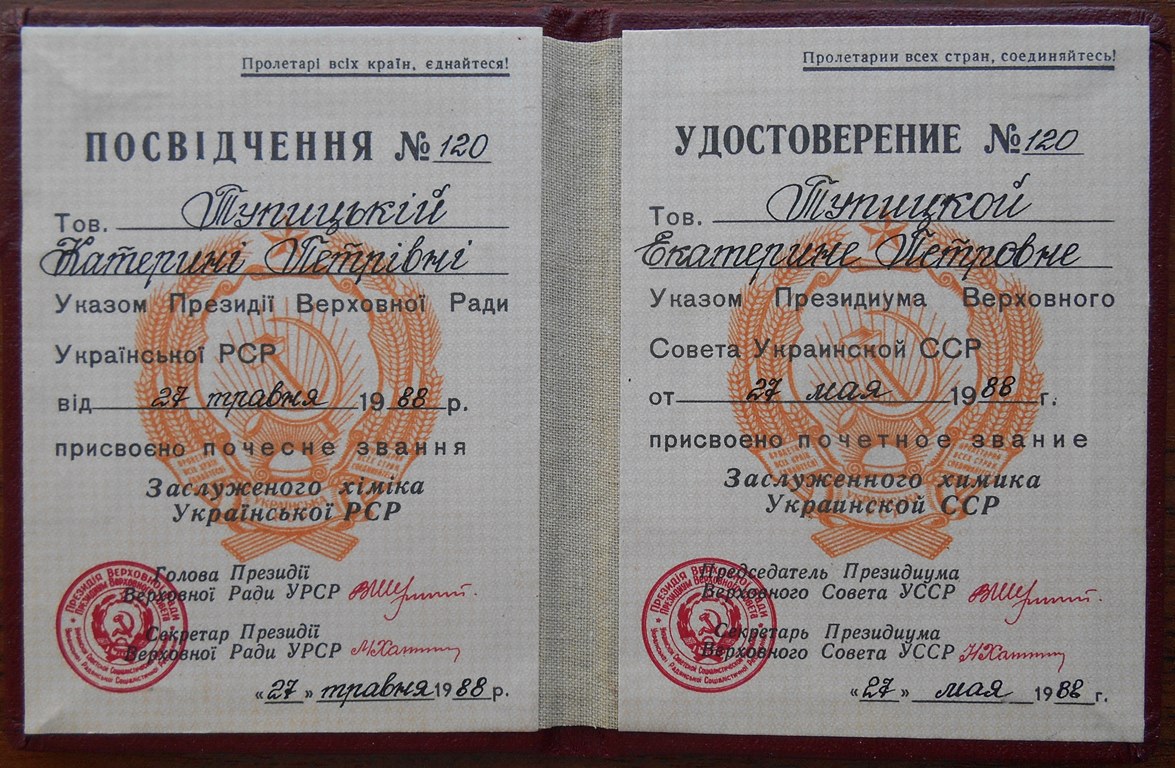 Пролетарі всіх країн, єднайтеся!
ПОСВІДЧЕННЯ № 120
Тов. Тупицькій
Катерині Петрівні
Указом Президії Верховної Ради
Української РСР
від 27 травня 1988 р.
присвоєно почесне звання
Заслуженого хіміка
Української РСР
Голова Президії
Верховної Ради УРСР
Секретар Президії
Верховної Ради УРСР
«27» травня 1988 р.
Пролетарии всех стран, соединяйтесь!
УДОСТОВЕРЕНИЕ № 120
Тов. Тупицкой
Екатерине Петровне
Указом Президиума Верховного
Совета Украинской ССР
от 27 мая 1988 г.
присвоено почетное звание
Заслуженного химика
Украинской ССР
Председатель Президиума
Верховного Совета УССР
Секретарь Президиума
Верховного Совета УССР
«27» мая 1988 г.